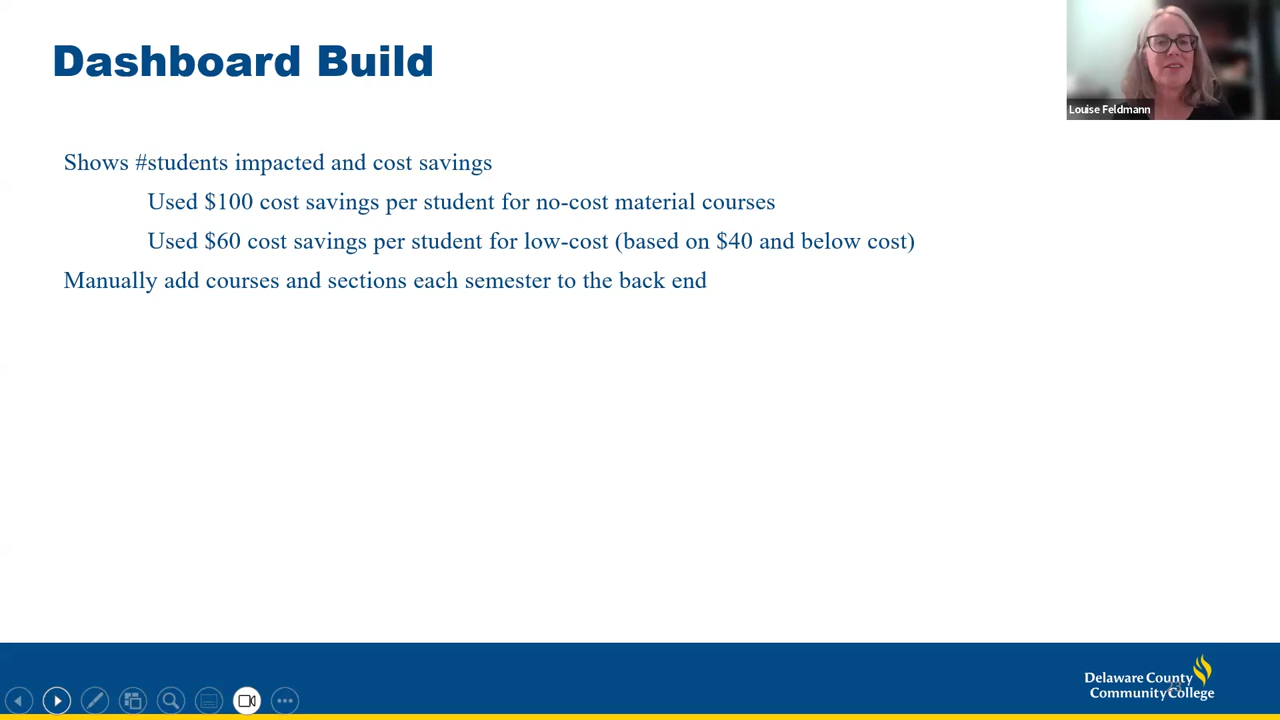 Dashboard Build
Louise Feldmann
Shows #students impacted and cost savings
Used $100 cost savings per student for no-cost material courses
Used $60 cost savings per student for low-cost (based on $40 and below cost)
Manually add courses and sections each semester to the back end
Delaware County
Community College